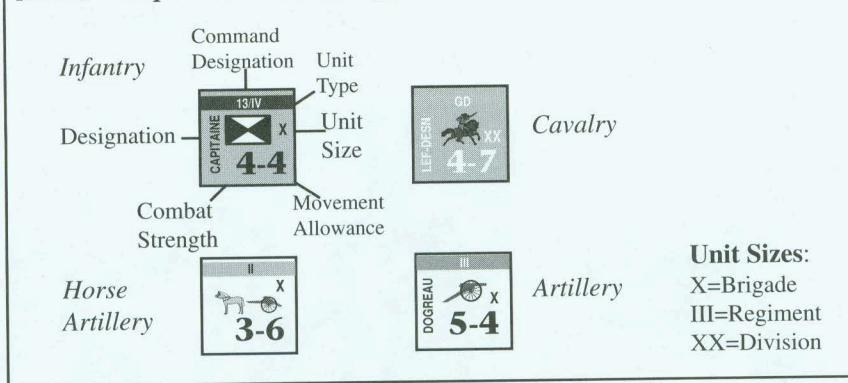 Command
Designation
Unit
Type
Infantry
13/IV
CAPITAINE
X
4-4
Designation
Unit
Size
Combat
Strength
Movement
Allowance
GD
LEF-DESN
XX
4-7
Cavalry
Horse
Artillery
II
X
3-6
III
DOGREAU
X
5-4
Artillery
Unit Sizes:
X=Brigade
III=Regiment
XX=Division